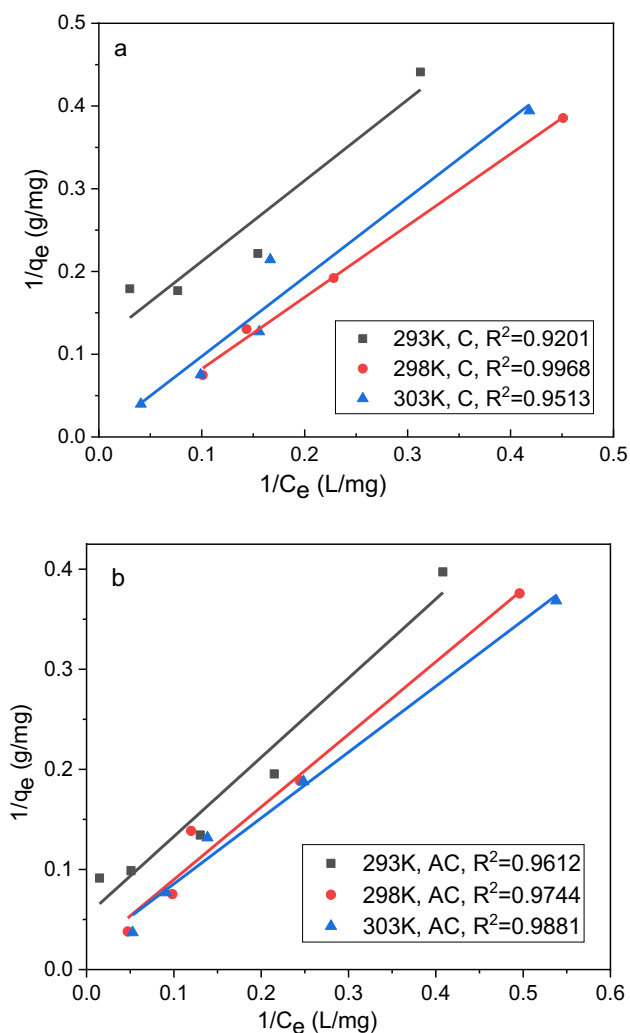 a
0.5
0.4
0.3
0.2
0.1
0.0
1/qe (g/mg)
293K, C, R²=0.9201
298K, C, R²=0.9968
303K, C, R²=0.9513
0.0 0.1 0.2 0.3 0.4 0.5
1/Ce (L/mg)
b
0.4
0.3
0.2
0.1
0.0
1/qe (g/mg)
293K, AC, R²=0.9612
298K, AC, R²=0.9744
303K, AC, R²=0.9881
0.0 0.1 0.2 0.3 0.4 0.5 0.6
1/Ce (L/mg)